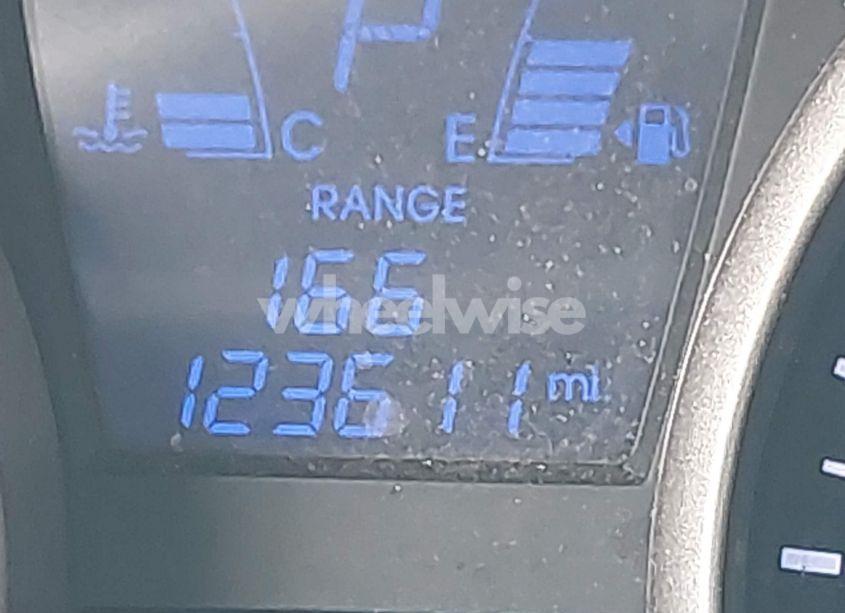 P
C E
RANGE
166
wheelwise
123611 mi